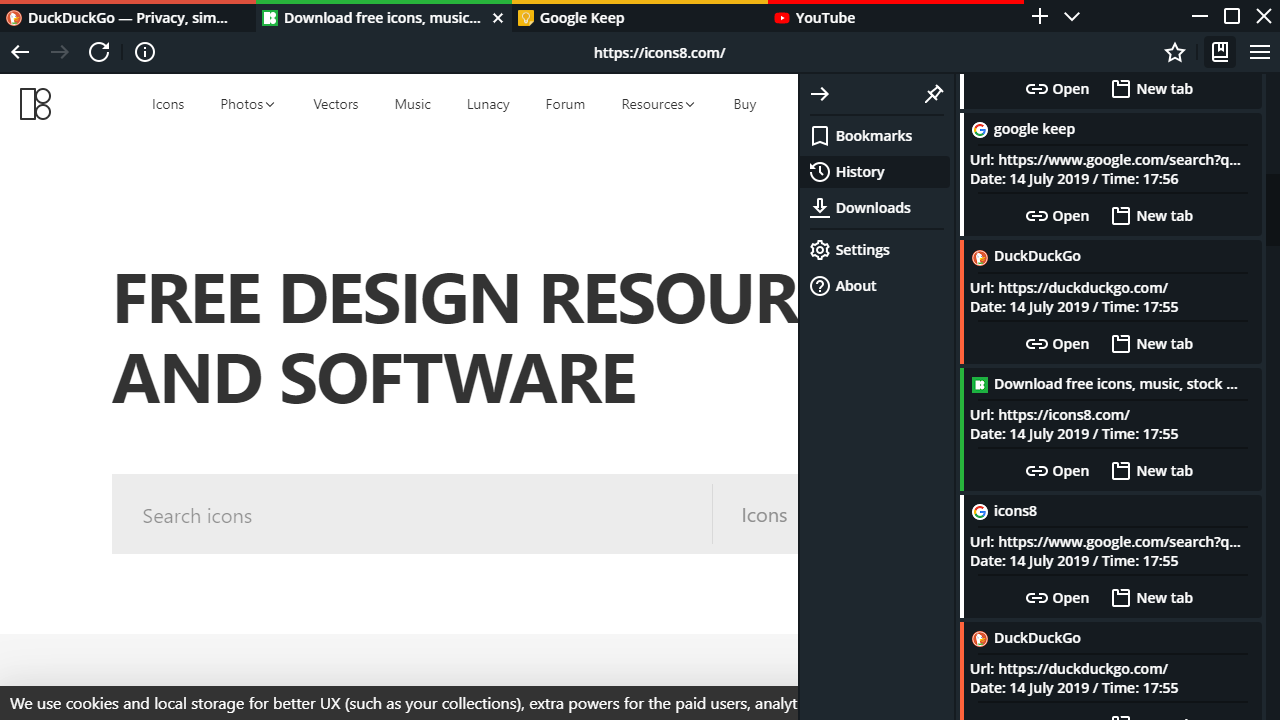 DuckDuckGo — Privacy, sim...
Download free icons, music...
Google Keep
YouTube
https://icons8.com/
Icons
Photos
Vectors
Music
Lunacy
Forum
Resources
Buy
FREE DESIGN RESOUR
AND SOFTWARE
Search icons
Icons
We use cookies and local storage for better UX (such as your collections), extra powers for the paid users, analyt
Bookmarks
History
Downloads
Settings
About
Open New tab
google keep
Url: https://www.google.com/search?q...
Date: 14 July 2019 / Time: 17:56
Open New tab
DuckDuckGo
Url: https://duckduckgo.com/
Date: 14 July 2019 / Time: 17:55
Open New tab
Download free icons, music, stock ...
Url: https://icons8.com/
Date: 14 July 2019 / Time: 17:55
Open New tab
icons8
Url: https://www.google.com/search?q...
Date: 14 July 2019 / Time: 17:55
Open New tab
DuckDuckGo
Url: https://duckduckgo.com/
Date: 14 July 2019 / Time: 17:55